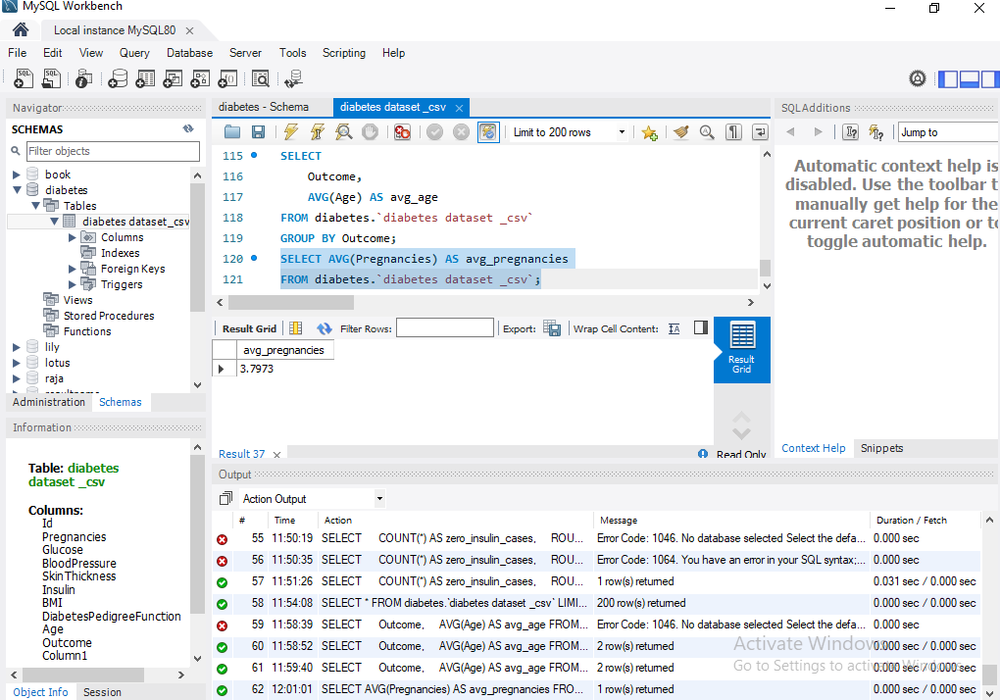 MySQL Workbench
Local instance MySQL80 ×
File Edit View Query Database Server Tools Scripting Help
Navigator
SCHEMAS
Filter objects
book
diabetes
Tables
diabetes dataset_csv
Columns
Indexes
Foreign Keys
Triggers
Views
Stored Procedures
Functions
lily
lotus
raja
Administration Schemas
Information
Table: diabetes
dataset _csv
Columns:
Id
Pregnancies
Glucose
BloodPressure
SkinThickness
Insulin
BMI
DiabetesPedigreeFunction
Age
Outcome
Column1
Object Info Session
diabetes - Schema diabetes dataset _csv ×
Limit to 200 rows
115 SELECT
116 Outcome,
117 AVG(Age) AS avg_age
118 FROM diabetes.`diabetes dataset _csv`
119 GROUP BY Outcome;
120 SELECT AVG(Pregnancies) AS avg_pregnancies
121 FROM diabetes.`diabetes dataset _csv`;
Result Grid Filter Rows: Export: Wrap Cell Content:
avg_pregnancies
3.7973
Result
Grid
Result 37 × Read Only
SQLAdditions
Jump to
Automatic context help is
disabled. Use the toolbar t
manually get help for the
current caret position or to
toggle automatic help.
Context Help Snippets
Output
Action Output
# Time Action Message Duration / Fetch
55 11:50:19 SELECT COUNT(*) AS zero_insulin_cases, ROU... Error Code: 1046. No database selected Select the defa... 0.000 sec
56 11:50:35 SELECT COUNT(*) AS zero_insulin_cases, ROU... Error Code: 1064. You have an error in your SQL syntax;... 0.000 sec
57 11:51:26 SELECT COUNT(*) AS zero_insulin_cases, ROU... 1 row(s) returned 0.031 sec / 0.000 sec
58 11:54:08 SELECT * FROM diabetes.`diabetes dataset _csv` LIMI... 200 row(s) returned 0.000 sec / 0.000 sec
59 11:58:39 SELECT Outcome, AVG(Age) AS avg_age FROM... Error Code: 1046. No database selected Select the defa... 0.000 sec
60 11:58:52 SELECT Outcome, AVG(Age) AS avg_age FROM... 2 row(s) returned 0.000 sec / 0.000 sec
61 11:59:40 SELECT Outcome, AVG(Age) AS avg_age FROM... 2 row(s) returned 0.000 sec / 0.000 sec
62 12:01:01 SELECT AVG(Pregnancies) AS avg_pregnancies FRO... 1 row(s) returned 0.000 sec / 0.000 sec
Activate Windows
Go to Settings to activate Windows.